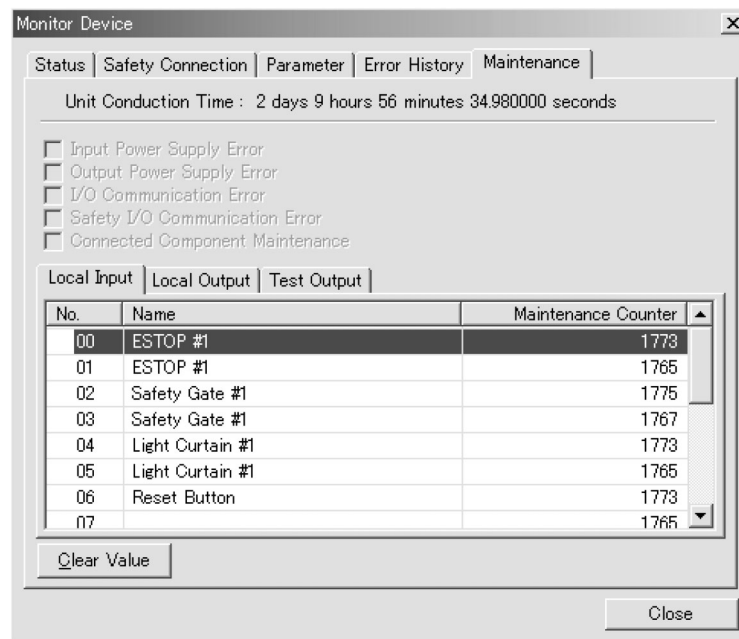 Monitor Device
Status Safety Connection Parameter Error History Maintenance
Unit Conduction Time : 2 days 9 hours 56 minutes 34.980000 seconds
Input Power Supply Error
Output Power Supply Error
I/O Communication Error
Safety I/O Communication Error
Connected Component Maintenance
Local Input Local Output Test Output
No. Name Maintenance Counter
00 ESTOP #1 1773
01 ESTOP #1 1765
02 Safety Gate #1 1775
03 Safety Gate #1 1767
04 Light Curtain #1 1773
05 Light Curtain #1 1765
06 Reset Button 1773
07 1765
Clear Value
Close